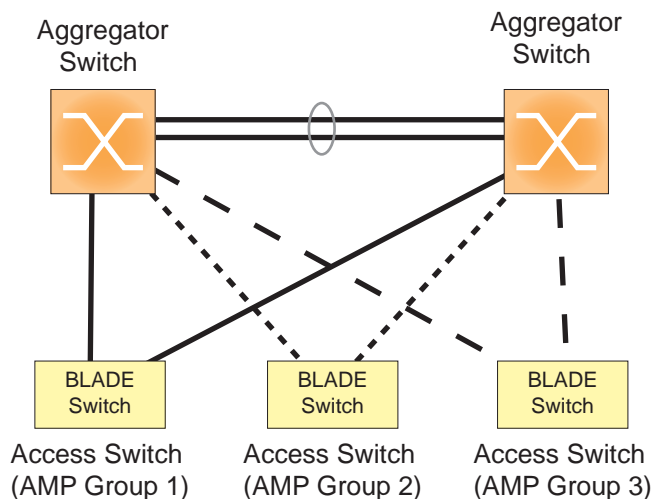 Aggregator
Switch
Aggregator
Switch
BLADE
Switch
BLADE
Switch
BLADE
Switch
Access Switch
(AMP Group 1)
Access Switch
(AMP Group 2)
Access Switch
(AMP Group 3)